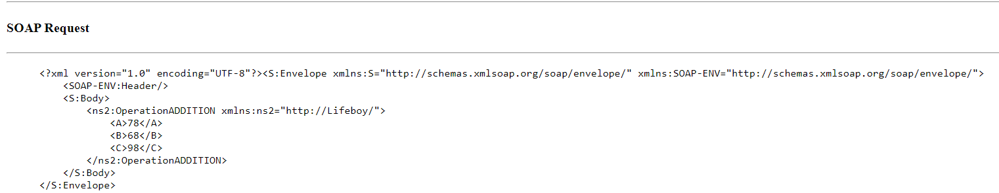 SOAP Request
<?xml version="1.0" encoding="UTF-8"?><S:Envelope xmlns:S="http://schemas.xmlsoap.org/soap/envelope/" xmlns:SOAP-ENV="http://schemas.xmlsoap.org/soap/envelope/">
<SOAP-ENV:Header/>
<S:Body>
<ns2:OperationADDITION xmlns:ns2="http://Lifeboy/">
<A>78</A>
<B>68</B>
<C>98</C>
</ns2:OperationADDITION>
</S:Body>
</S:Envelope>